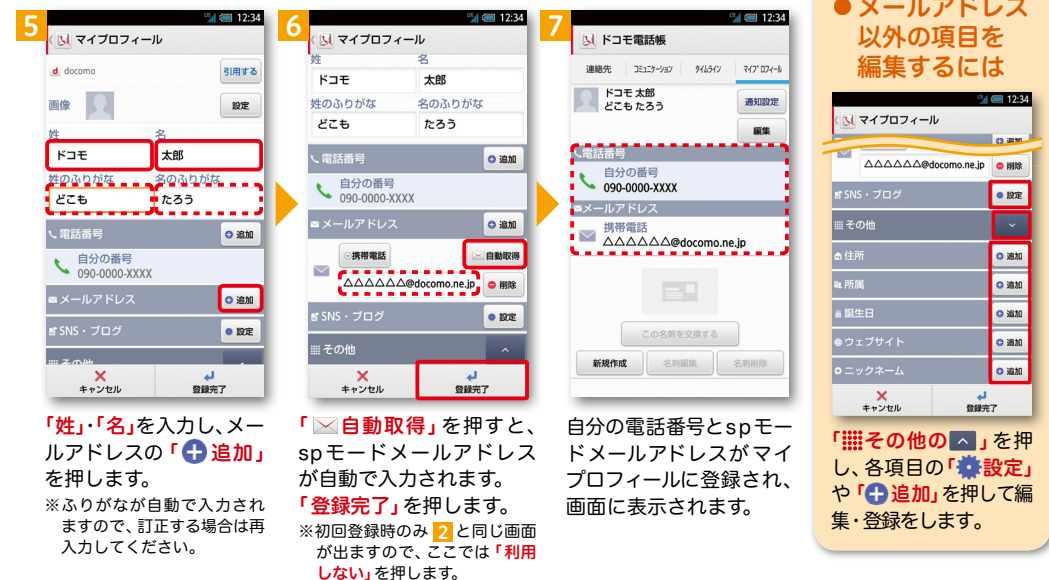 5
12:34
マイプロフィール
docomo
引用する
画像
設定
姓 名
ドコモ 太郎
姓のふりがな 名のふりがな
どこも たろう
電話番号 追加
自分の番号
090-0000-XXXX
メールアドレス 追加
SNS・ブログ 設定
その他
キャンセル 登録完了
「姓」・「名」を入力し、メー
ルアドレスの「追加」
を押します。
※ふりがなが自動で入力され
ますので、訂正する場合は再
入力してください。
6
12:34
マイプロフィール
姓 名
ドコモ 太郎
姓のふりがな 名のふりがな
どこも たろう
電話番号 追加
自分の番号
090-0000-XXXX
メールアドレス 追加
携帯電話 自動取得
△△△△△△@docomo.ne.jp 削除
SNS・ブログ 設定
その他
キャンセル 登録完了
「自動取得」を押すと、
spモードメールアドレス
が自動で入力されます。
「登録完了」を押します。
※初回登録時のみ 2 と同じ画面
が出ますので、ここでは「利用
しない」を押します。
7
12:34
ドコモ電話帳
連絡先 コミュニケーション タイムライン マイプロフィール
ドコモ 太郎
どこも たろう
通知設定
編集
電話番号
自分の番号
090-0000-XXXX
メールアドレス
携帯電話
△△△△△△@docomo.ne.jp
この名刺を交換する
新規作成 名刺編集 名刺削除
自分の電話番号とspモー
ドメールアドレスがマイ
プロフィールに登録され、
画面に表示されます。
●メールアドレス
以外の項目を
編集するには
12:34
マイプロフィール
追加
△△△△△△@docomo.ne.jp 削除
SNS・ブログ 設定
その他
住所 追加
所属 追加
誕生日 追加
ウェブサイト 追加
ニックネーム 追加
キャンセル 登録完了
「その他の」を押
し、各項目の「設定」
や「追加」を押して編
集・登録をします。